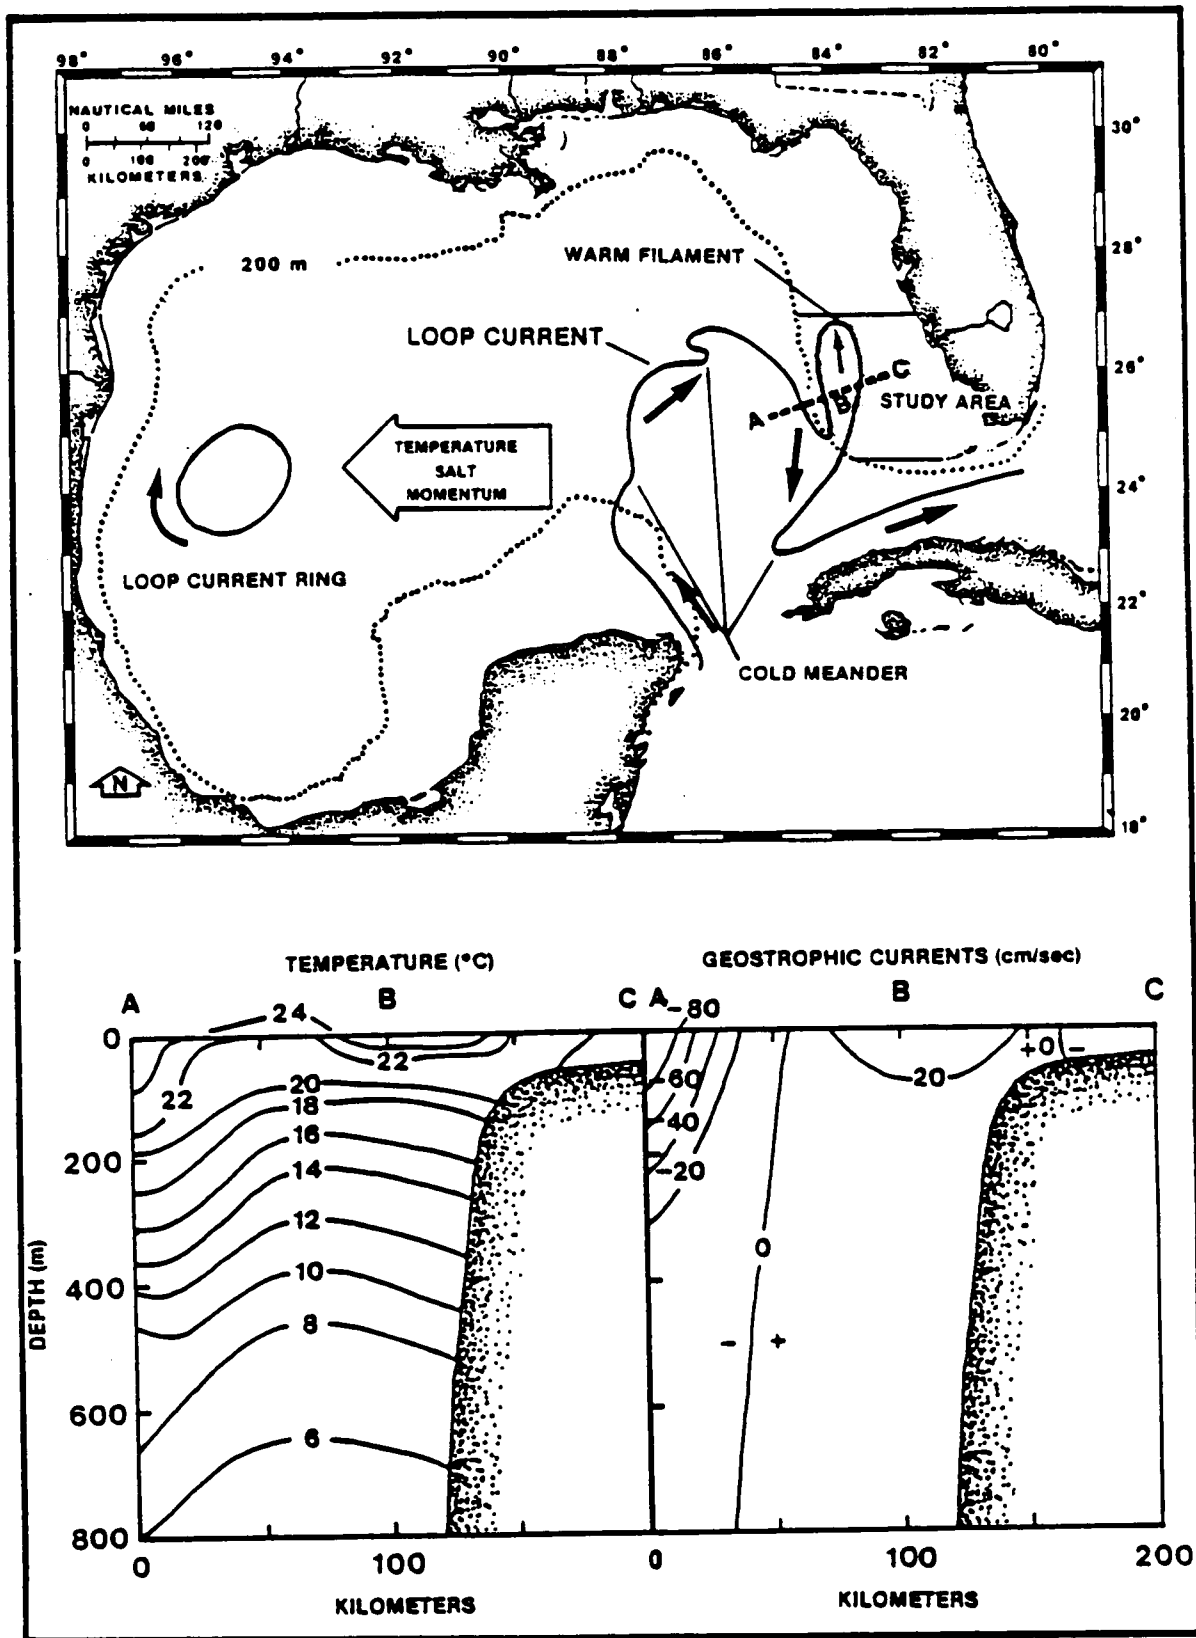 98° 96° 94° 92° 90° 88° 86° 84° 82° 80°
NAUTICAL MILES
0 60 120
0 100 200
KILOMETERS
30°
28°
26°
24°
22°
20°
18°
200 m
WARM FILAMENT
LOOP CURRENT
A B C
STUDY AREA
TEMPERATURE
SALT
MOMENTUM
LOOP CURRENT RING
COLD MEANDER
N
TEMPERATURE (°C)
A B C
24
22
22
20
18
16
14
12
10
8
6
0
200
400
600
800
DEPTH (m)
0 100
KILOMETERS
GEOSTROPHIC CURRENTS (cm/sec)
A B C
-80
-60
-40
-20
0
- +
20
+0-
0 100 200
KILOMETERS